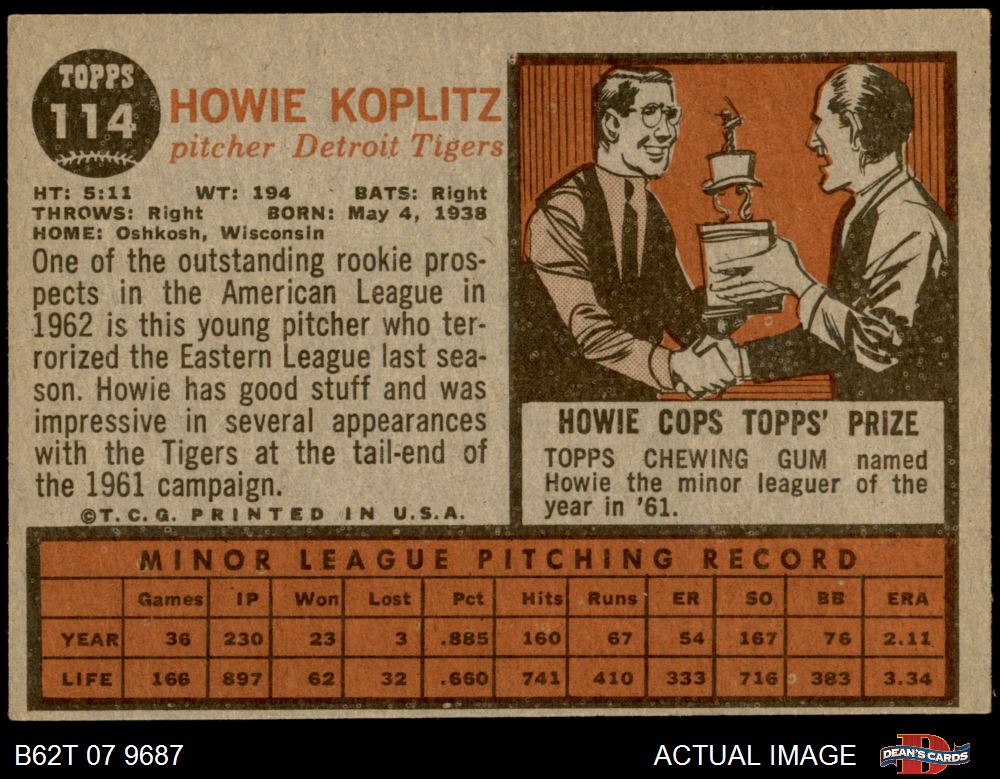 TOPPS
114
HOWIE KOPLITZ
pitcher Detroit Tigers
HT: 5:11 WT: 194 BATS: Right
THROWS: Right BORN: May 4, 1938
HOME: Oshkosh, Wisconsin
One of the outstanding rookie pros-
pects in the American League in
1962 is this young pitcher who ter-
rorized the Eastern League last sea-
son. Howie has good stuff and was
impressive in several appearances
with the Tigers at the tail-end of
the 1961 campaign.
©T.C.G. PRINTED IN U.S.A.
HOWIE COPS TOPPS' PRIZE
TOPPS CHEWING GUM named
Howie the minor leaguer of the
year in '61.
MINOR LEAGUE PITCHING RECORD
Games IP Won Lost Pct Hits Runs ER SO BB ERA
YEAR 36 230 23 3 .885 160 67 54 167 76 2.11
LIFE 166 897 62 32 .660 741 410 333 716 383 3.34
B62T 07 9687
ACTUAL IMAGE
D
DEAN'S CARDS